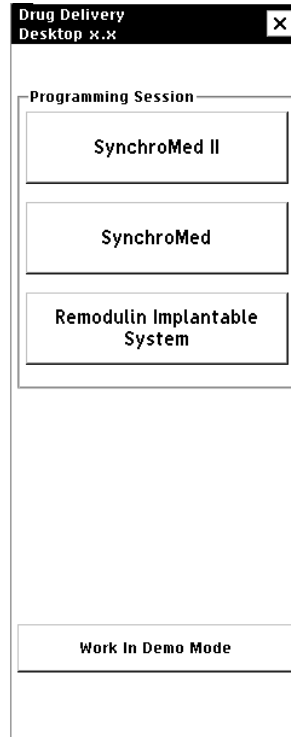 Drug Delivery
Desktop x.x
Programming Session
SynchroMed II
SynchroMed
Remodulin Implantable
System
Work In Demo Mode